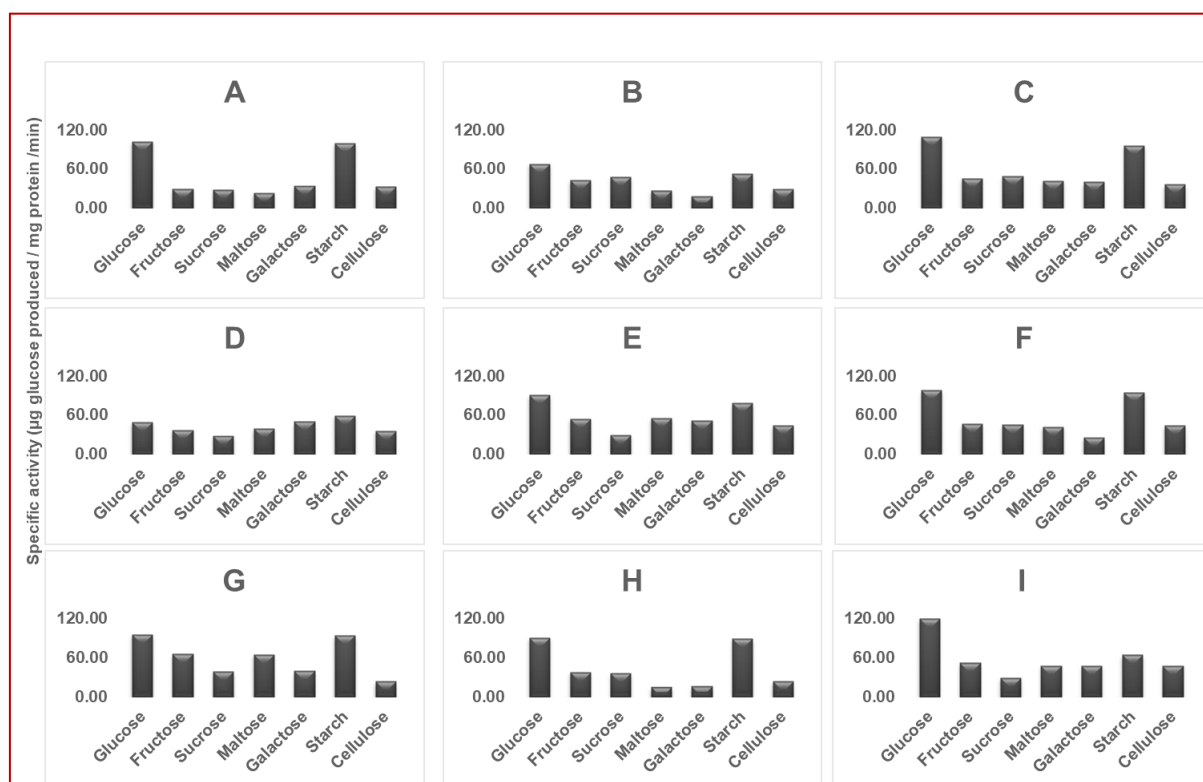 Specific activity (µg glucose produced / mg protein /min)
A
120.00
60.00
0.00
Glucose
Fructose
Sucrose
Maltose
Galactose
Starch
Cellulose
B
120.00
60.00
0.00
Glucose
Fructose
Sucrose
Maltose
Galactose
Starch
Cellulose
C
120.00
60.00
0.00
Glucose
Fructose
Sucrose
Maltose
Galactose
Starch
Cellulose
D
120.00
60.00
0.00
Glucose
Fructose
Sucrose
Maltose
Galactose
Starch
Cellulose
E
120.00
60.00
0.00
Glucose
Fructose
Sucrose
Maltose
Galactose
Starch
Cellulose
F
120.00
60.00
0.00
Glucose
Fructose
Sucrose
Maltose
Galactose
Starch
Cellulose
G
120.00
60.00
0.00
Glucose
Fructose
Sucrose
Maltose
Galactose
Starch
Cellulose
H
120.00
60.00
0.00
Glucose
Fructose
Sucrose
Maltose
Galactose
Starch
Cellulose
I
120.00
60.00
0.00
Glucose
Fructose
Sucrose
Maltose
Galactose
Starch
Cellulose